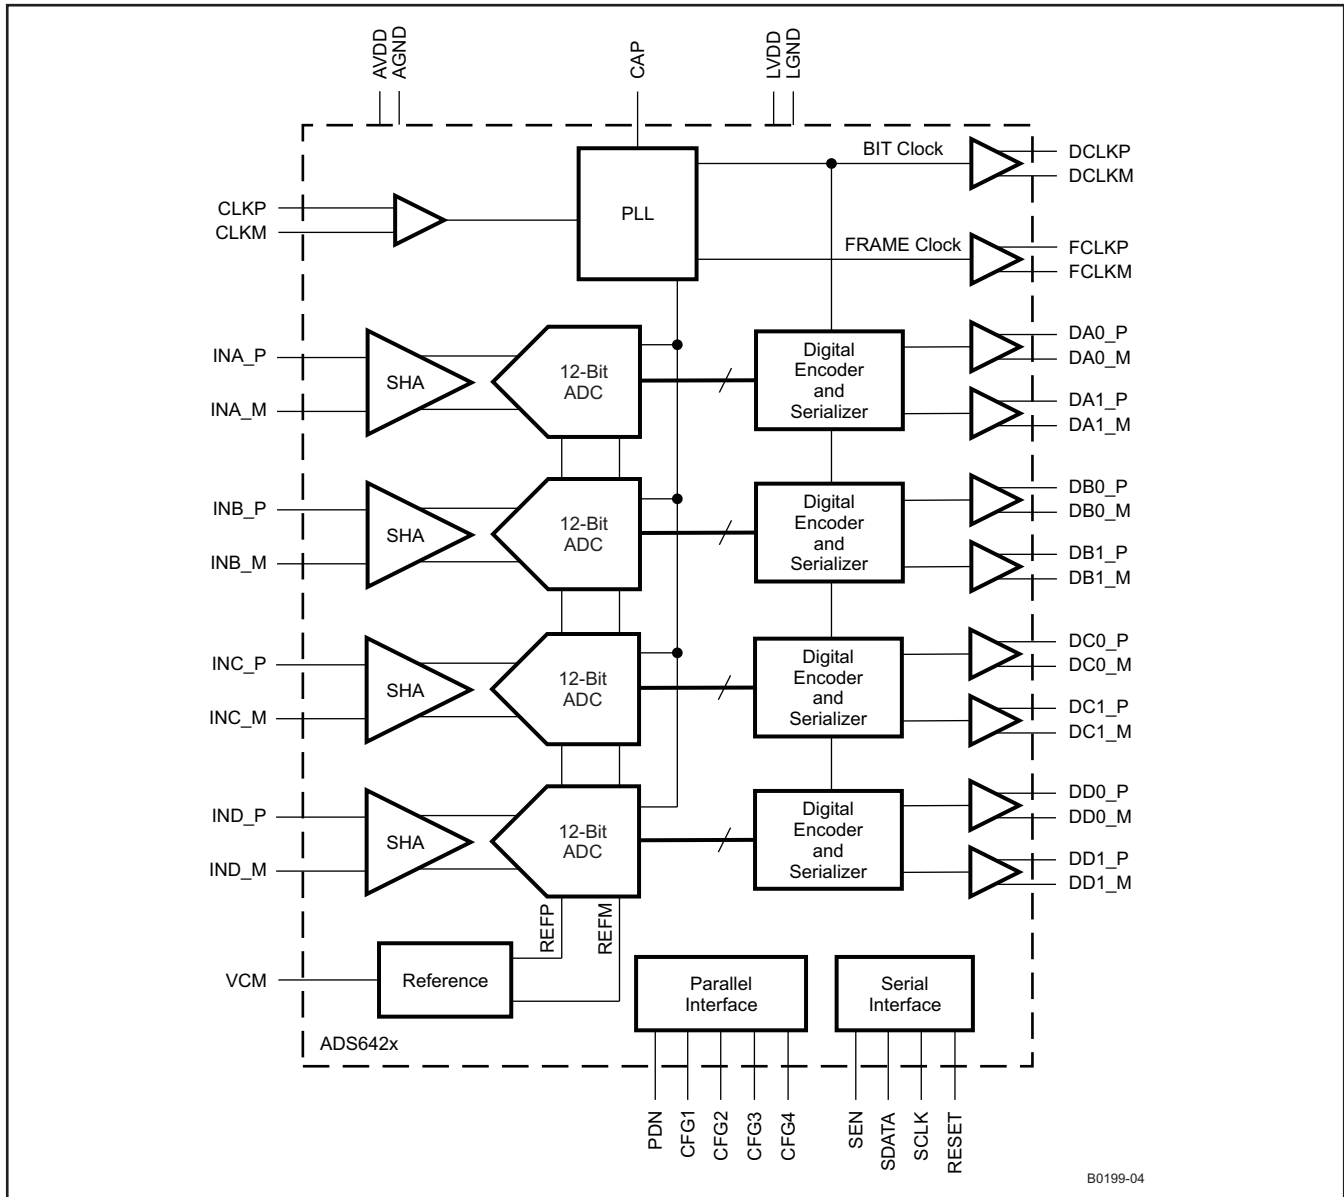 AVDD
AGND
CAP
LVDD
LGND
BIT Clock
DCLKP
DCLKM
CLKP
CLKM
PLL
FRAME Clock
FCLKP
FCLKM
INA_P
INA_M
SHA
12-Bit
ADC
Digital
Encoder
and
Serializer
DA0_P
DA0_M
DA1_P
DA1_M
INB_P
INB_M
SHA
12-Bit
ADC
Digital
Encoder
and
Serializer
DB0_P
DB0_M
DB1_P
DB1_M
INC_P
INC_M
SHA
12-Bit
ADC
Digital
Encoder
and
Serializer
DC0_P
DC0_M
DC1_P
DC1_M
IND_P
IND_M
SHA
12-Bit
ADC
Digital
Encoder
and
Serializer
DD0_P
DD0_M
DD1_P
DD1_M
REFP
REFM
VCM
Reference
Parallel
Interface
Serial
Interface
ADS642x
PDN
CFG1
CFG2
CFG3
CFG4
SEN
SDATA
SCLK
RESET
B0199-04